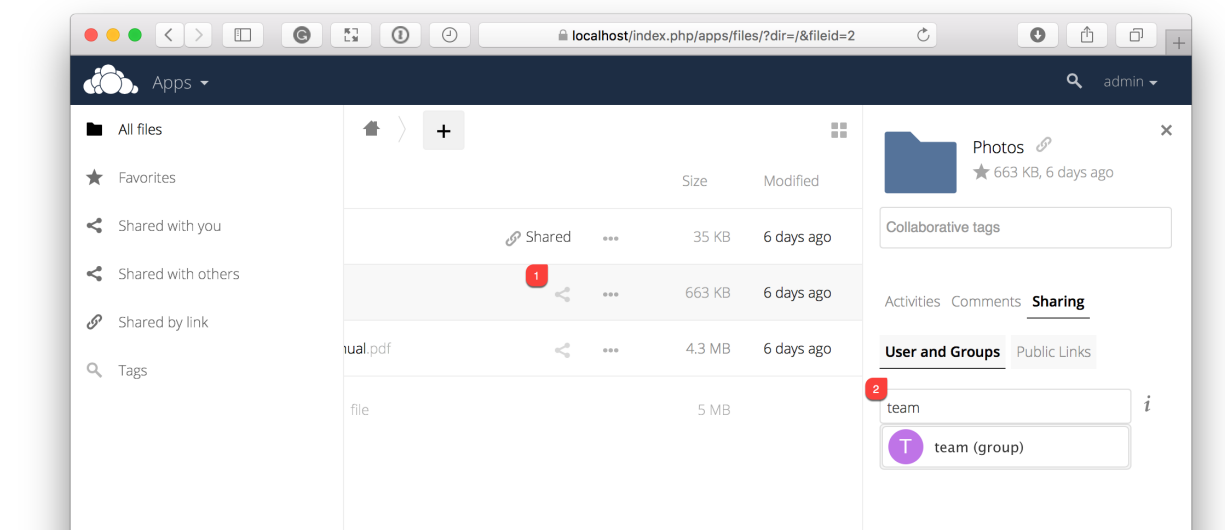 localhost/index.php/apps/files/?dir=/&fileid=2
Apps
admin
All files
Favorites
Shared with you
Shared with others
Shared by link
Tags
+
Size Modified
Shared ••• 35 KB 6 days ago
1
••• 663 KB 6 days ago
nual.pdf ••• 4.3 MB 6 days ago
file 5 MB
Photos
663 KB, 6 days ago
Collaborative tags
Activities Comments Sharing
User and Groups Public Links
2
team
i
T team (group)